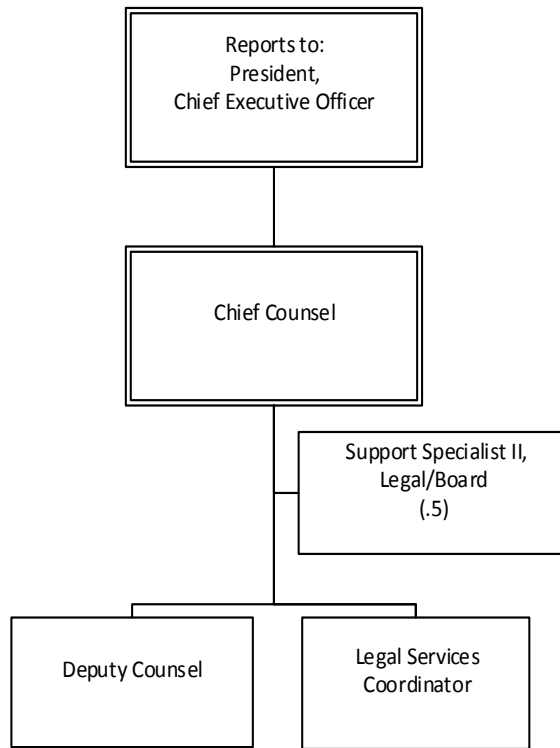 Reports to:
President,
Chief Executive Officer
Chief Counsel
Support Specialist II,
Legal/Board
(.5)
Deputy Counsel
Legal Services
Coordinator